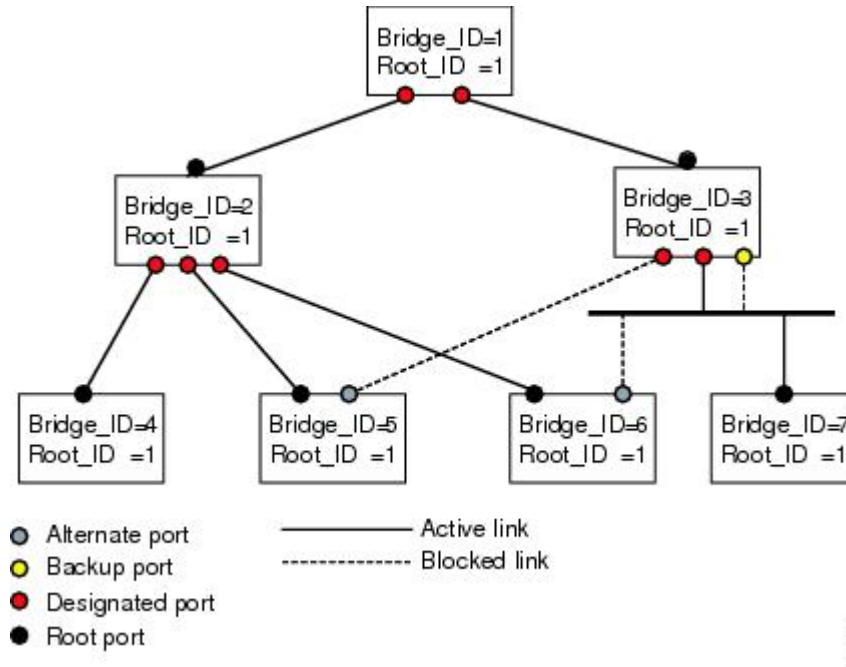 Bridge_ID=1
Root_ID =1
Bridge_ID=2
Root_ID =1
Bridge_ID=3
Root_ID =1
Bridge_ID=4
Root_ID =1
Bridge_ID=5
Root_ID =1
Bridge_ID=6
Root_ID =1
Bridge_ID=7
Root_ID =1
Alternate port
Backup port
Designated port
Root port
Active link
Blocked link